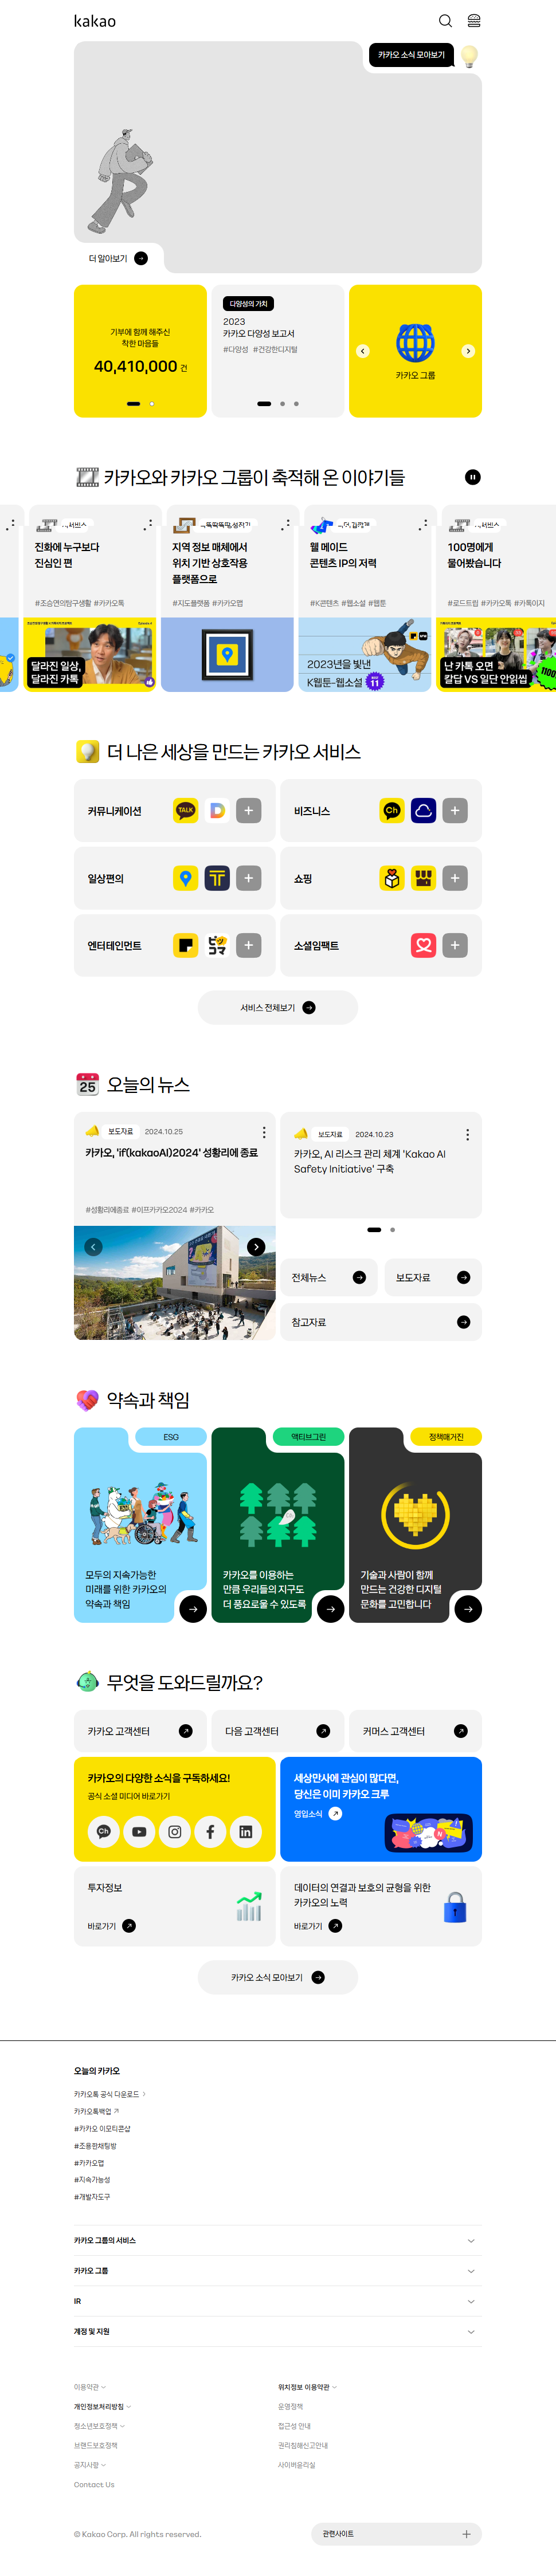 kakao
카카오 소식 모아보기
더 알아보기
기부에 함께 해주신
착한 마음들
40,410,000 건
다양성의 가치
2023
카카오 다양성 보고서
#다양성 #건강한디지털
카카오 그룹
카카오와 카카오 그룹이 축적해 온 이야기들
진화에 누구보다
진심인 편
#조승연의탐구생활 #카카오톡
달라진 일상,
달라진 카톡
지역 정보 매체에서
위치 기반 상호작용
플랫폼으로
#지도플랫폼 #카카오맵
웰 메이드
콘텐츠 IP의 저력
#K콘텐츠 #웹소설 #웹툰
2023년을 빛낸
K웹툰-웹소설
11
100명에게
물어봤습니다
#로드트립 #카카오톡 #카톡이지
난 카톡 오면
칼답 VS 일단 안읽씹
더 나은 세상을 만드는 카카오 서비스
커뮤니케이션
TALK
비즈니스
Ch
일상편의
쇼핑
엔터테인먼트
ピッコマ
소셜임팩트
서비스 전체보기
25
오늘의 뉴스
보도자료 2024.10.25
카카오, 'if(kakaoAI)2024' 성황리에 종료
#성황리에종료 #이프카카오2024 #카카오
보도자료 2024.10.23
카카오, AI 리스크 관리 체계 'Kakao AI
Safety Initiative' 구축
전체뉴스
보도자료
참고자료
약속과 책임
ESG
모두의 지속가능한
미래를 위한 카카오의
약속과 책임
액티브그린
카카오를 이용하는
만큼 우리들의 지구도
더 풍요로울 수 있도록
정책매거진
기술과 사람이 함께
만드는 건강한 디지털
문화를 고민합니다
무엇을 도와드릴까요?
카카오 고객센터
다음 고객센터
커머스 고객센터
카카오의 다양한 소식을 구독하세요!
공식 소셜 미디어 바로가기
Ch
세상만사에 관심이 많다면,
당신은 이미 카카오 크루
영입소식
투자정보
바로가기
데이터의 연결과 보호의 균형을 위한
카카오의 노력
바로가기
카카오 소식 모아보기
오늘의 카카오
카카오톡 공식 다운로드
카카오톡백업
#카카오 이모티콘샵
#조용한채팅방
#카카오맵
#지속가능성
#개발자도구
카카오 그룹의 서비스
카카오 그룹
IR
계정 및 지원
이용약관
위치정보 이용약관
개인정보처리방침
운영정책
청소년보호정책
접근성 안내
브랜드보호정책
권리침해신고안내
공지사항
사이버윤리실
Contact Us
© Kakao Corp. All rights reserved.
관련사이트